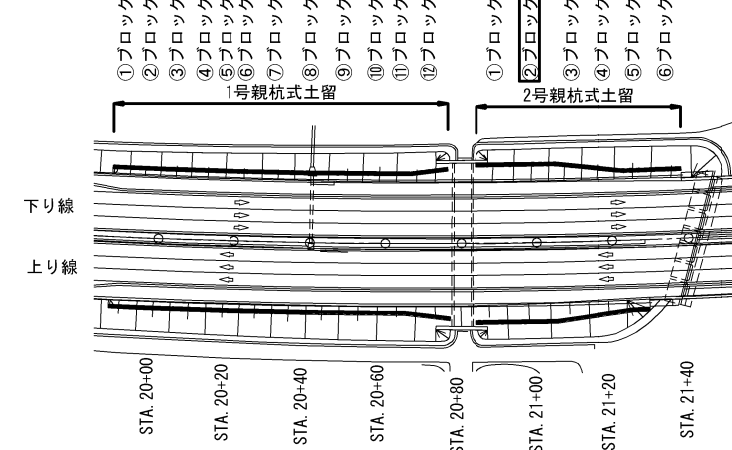 ①ブロック
②ブロック
③ブロック
④ブロック
⑤ブロック
⑥ブロック
⑦ブロック
⑧ブロック
⑨ブロック
⑩ブロック
⑪ブロック
⑫ブロック
①ブロック
②ブロック
③ブロック
④ブロック
⑤ブロック
⑥ブロック
1号親杭式土留
2号親杭式土留
下り線
上り線
STA. 20+00
STA. 20+20
STA. 20+40
STA. 20+60
STA. 20+80
STA. 21+00
STA. 21+20
STA. 21+40